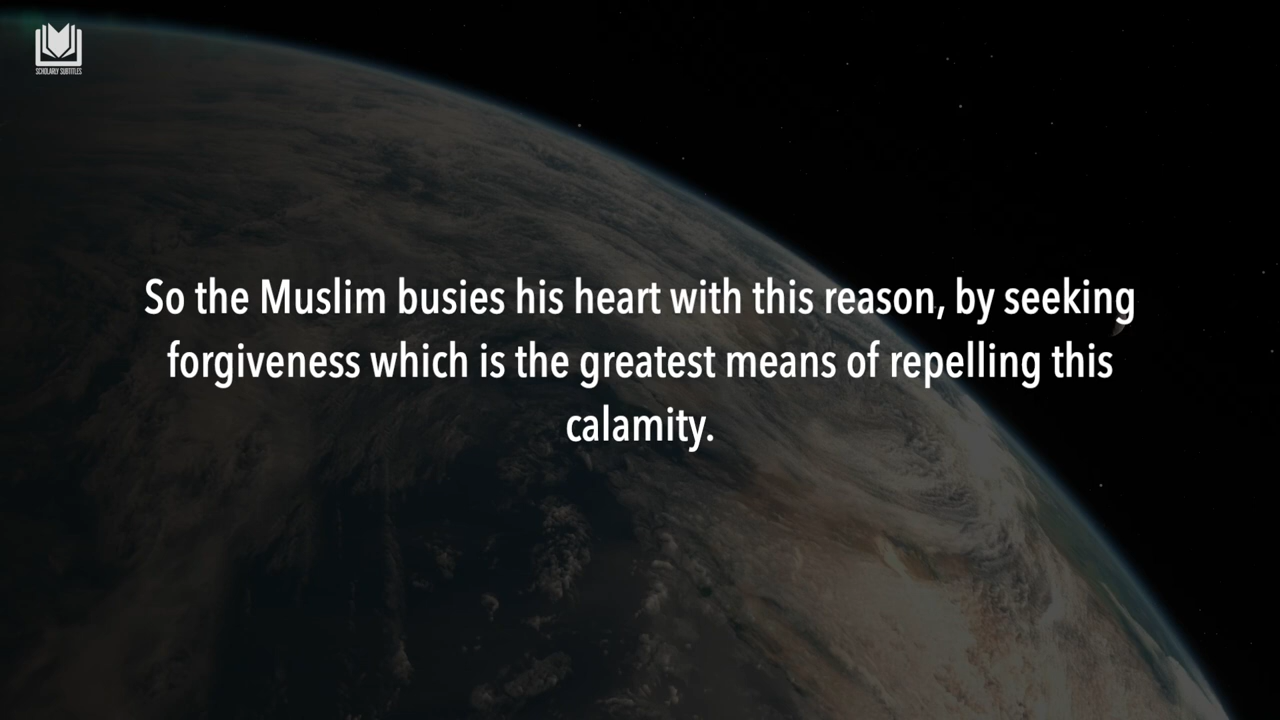 SCHOLARLY SUBTITLES
So the Muslim busies his heart with this reason, by seeking
forgiveness which is the greatest means of repelling this
calamity.